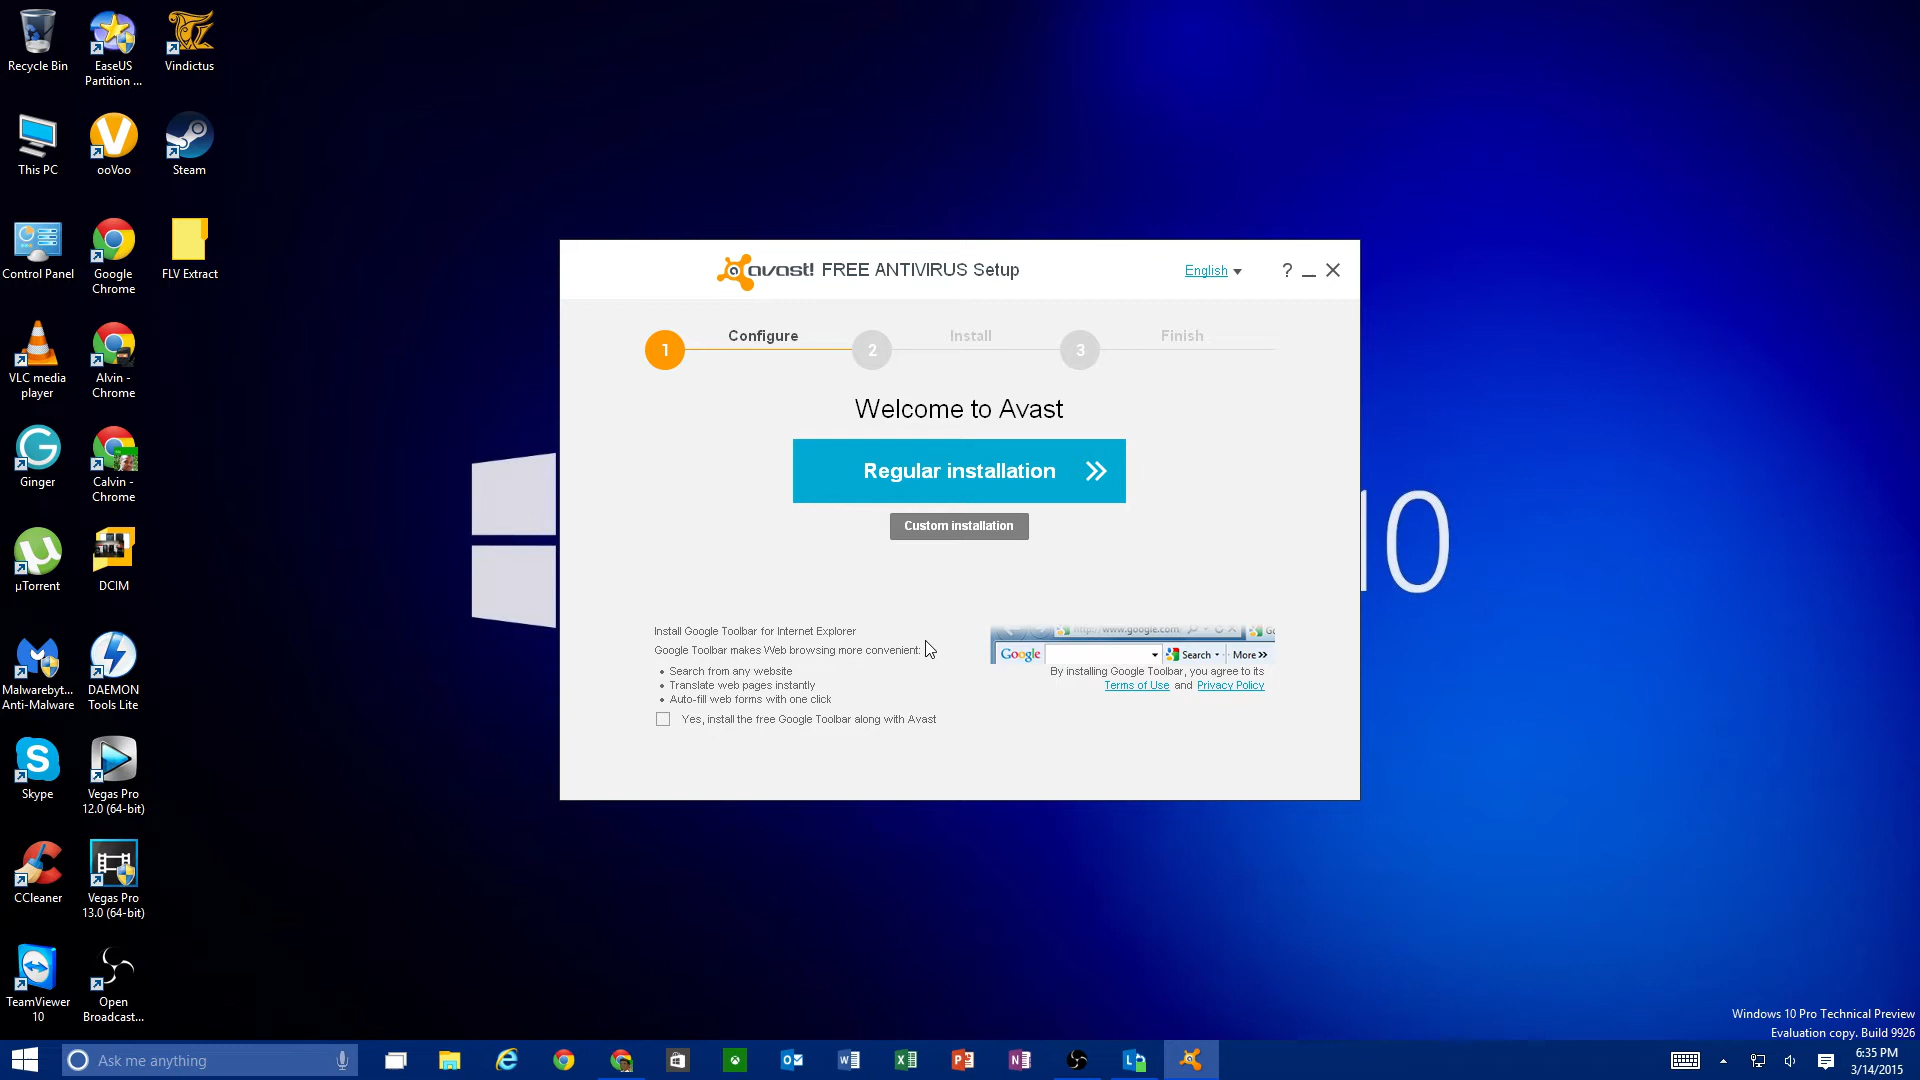 Recycle Bin
EaseUS
Partition ...
Vindictus
This PC
ooVoo
Steam
Control Panel
Google
Chrome
FLV Extract
VLC media
player
Alvin -
Chrome
Ginger
Calvin -
Chrome
µTorrent
DCIM
Malwarebyt...
Anti-Malware
DAEMON
Tools Lite
Skype
Vegas Pro
12.0 (64-bit)
CCleaner
Vegas Pro
13.0 (64-bit)
TeamViewer
10
Open
Broadcast...
avast! FREE ANTIVIRUS Setup
English
?
1
Configure
2
Install
3
Finish
Welcome to Avast
Regular installation
Custom installation
Install Google Toolbar for Internet Explorer
Google Toolbar makes Web browsing more convenient:
• Search from any website
• Translate web pages instantly
• Auto-fill web forms with one click
Yes, install the free Google Toolbar along with Avast
http://www.google.com
Google
Search
More
By installing Google Toolbar, you agree to its
Terms of Use and Privacy Policy
10
Windows 10 Pro Technical Preview
Evaluation copy. Build 9926
Ask me anything
6:35 PM
3/14/2015